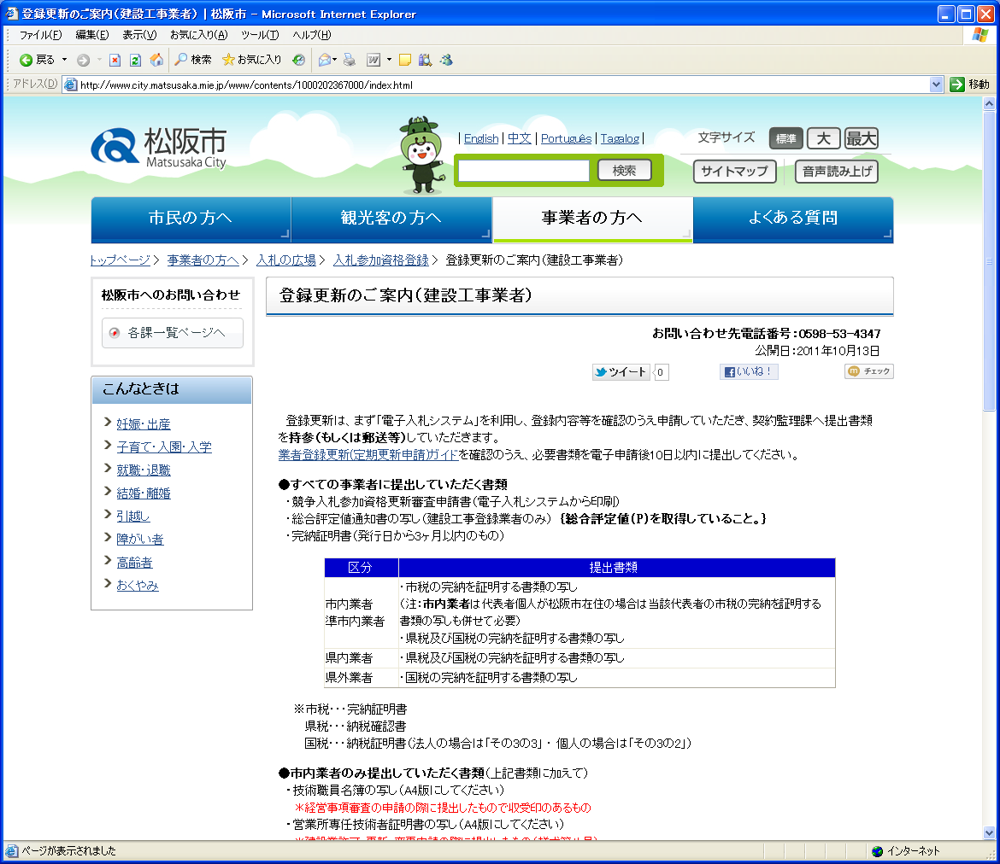 登録更新のご案内（建設工事業者） | 松阪市 - Microsoft Internet Explorer
ファイル(F) 編集(E) 表示(V) お気に入り(A) ツール(T) ヘルプ(H)
戻る 検索 お気に入り
アドレス(D) http://www.city.matsusaka.mie.jp/www/contents/1000202367000/index.html 移動
松阪市
Matsusaka City
| English | 中文 | Português | Tagalog |
検索
文字サイズ 標準 大 最大
サイトマップ 音声読み上げ
市民の方へ 観光客の方へ 事業者の方へ よくある質問
トップページ > 事業者の方へ > 入札の広場 > 入札参加資格登録 > 登録更新のご案内（建設工事業者）
松阪市へのお問い合わせ
各課一覧ページへ
こんなときは
妊娠・出産
子育て・入園・入学
就職・退職
結婚・離婚
引越し
障がい者
高齢者
おくやみ
登録更新のご案内（建設工事業者）
お問い合わせ先電話番号：0598-53-4347
公開日：2011年10月13日
ツイート 0 いいね！ チェック
登録更新は、まず「電子入札システム」を利用し、登録内容等を確認のうえ申請していただき、契約監理課へ提出書類
を持参（もしくは郵送等）していただきます。
業者登録更新(定期更新申請)ガイドを確認のうえ、必要書類を電子申請後10日以内に提出してください。
●すべての事業者に提出していただく書類
・競争入札参加資格更新審査申請書（電子入札システムから印刷）
・総合評定値通知書の写し（建設工事登録業者のみ） ｛総合評定値（P）を取得していること。｝
・完納証明書（発行日から3ヶ月以内のもの）
区分 提出書類
市内業者
準市内業者
・市税の完納を証明する書類の写し
（注：市内業者は代表者個人が松阪市在住の場合は当該代表者の市税の完納を証明する
書類の写しも併せて必要）
・県税及び国税の完納を証明する書類の写し
県内業者 ・県税及び国税の完納を証明する書類の写し
県外業者 ・国税の完納を証明する書類の写し
※市税・・・完納証明書
県税・・・納税確認書
国税・・・納税証明書（法人の場合は「その3の3」・ 個人の場合は「その3の2」）
●市内業者のみ提出していただく書類（上記書類に加えて）
・技術職員名簿の写し（A4版にしてください）
※経営事項審査の申請の際に提出したもので収受印のあるもの
・営業所専任技術者証明書の写し（A4版にしてください）
ページが表示されました インターネット